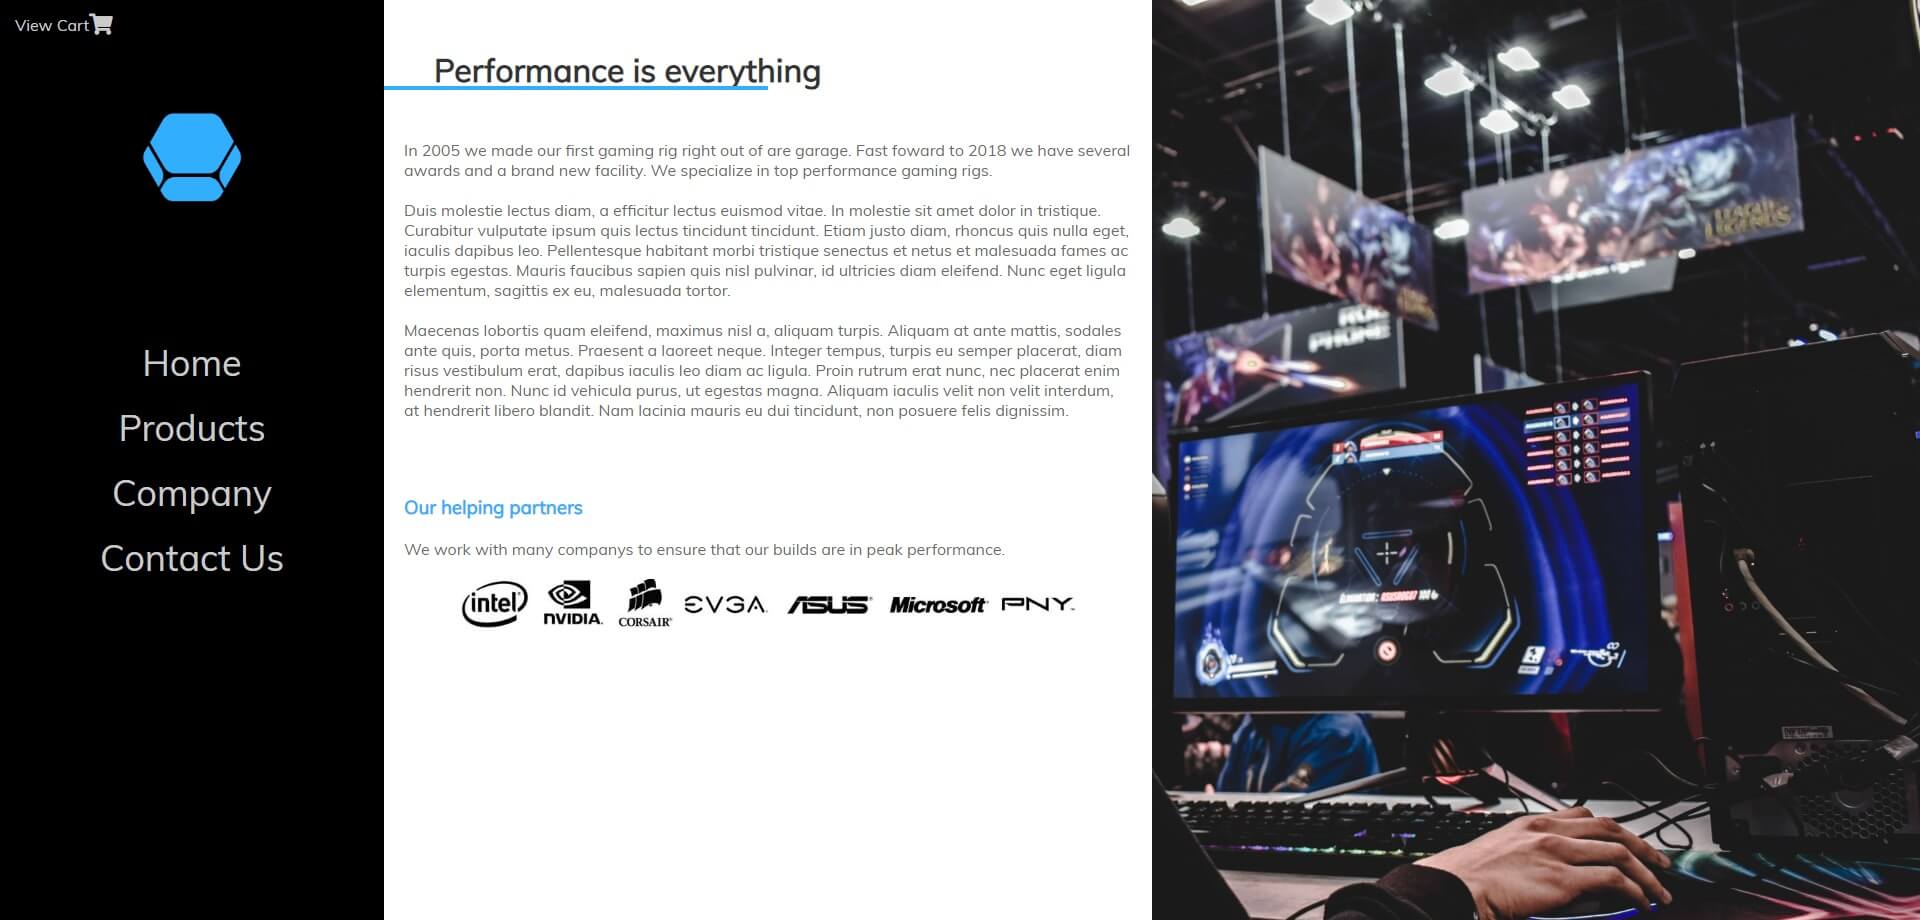 View Cart
Home
Products
Company
Contact Us
Performance is everything
In 2005 we made our first gaming rig right out of are garage. Fast foward to 2018 we have several
awards and a brand new facility. We specialize in top performance gaming rigs.
Duis molestie lectus diam, a efficitur lectus euismod vitae. In molestie sit amet dolor in tristique.
Curabitur vulputate ipsum quis lectus tincidunt tincidunt. Etiam justo diam, rhoncus quis nulla eget,
iaculis dapibus leo. Pellentesque habitant morbi tristique senectus et netus et malesuada fames ac
turpis egestas. Mauris faucibus sapien quis nisl pulvinar, id ultricies diam eleifend. Nunc eget ligula
elementum, sagittis ex eu, malesuada tortor.
Maecenas lobortis quam eleifend, maximus nisl a, aliquam turpis. Aliquam at ante mattis, sodales
ante quis, porta metus. Praesent a laoreet neque. Integer tempus, turpis eu semper placerat, diam
risus vestibulum erat, dapibus iaculis leo diam ac ligula. Proin rutrum erat nunc, nec placerat enim
hendrerit non. Nunc id vehicula purus, ut egestas magna. Aliquam iaculis velit non velit interdum,
at hendrerit libero blandit. Nam lacinia mauris eu dui tincidunt, non posuere felis dignissim.
Our helping partners
We work with many companys to ensure that our builds are in peak performance.
intel NVIDIA. CORSAIR EVGA. ASUS Microsoft PNY
LEAGUE
LEGENDS
PHONE